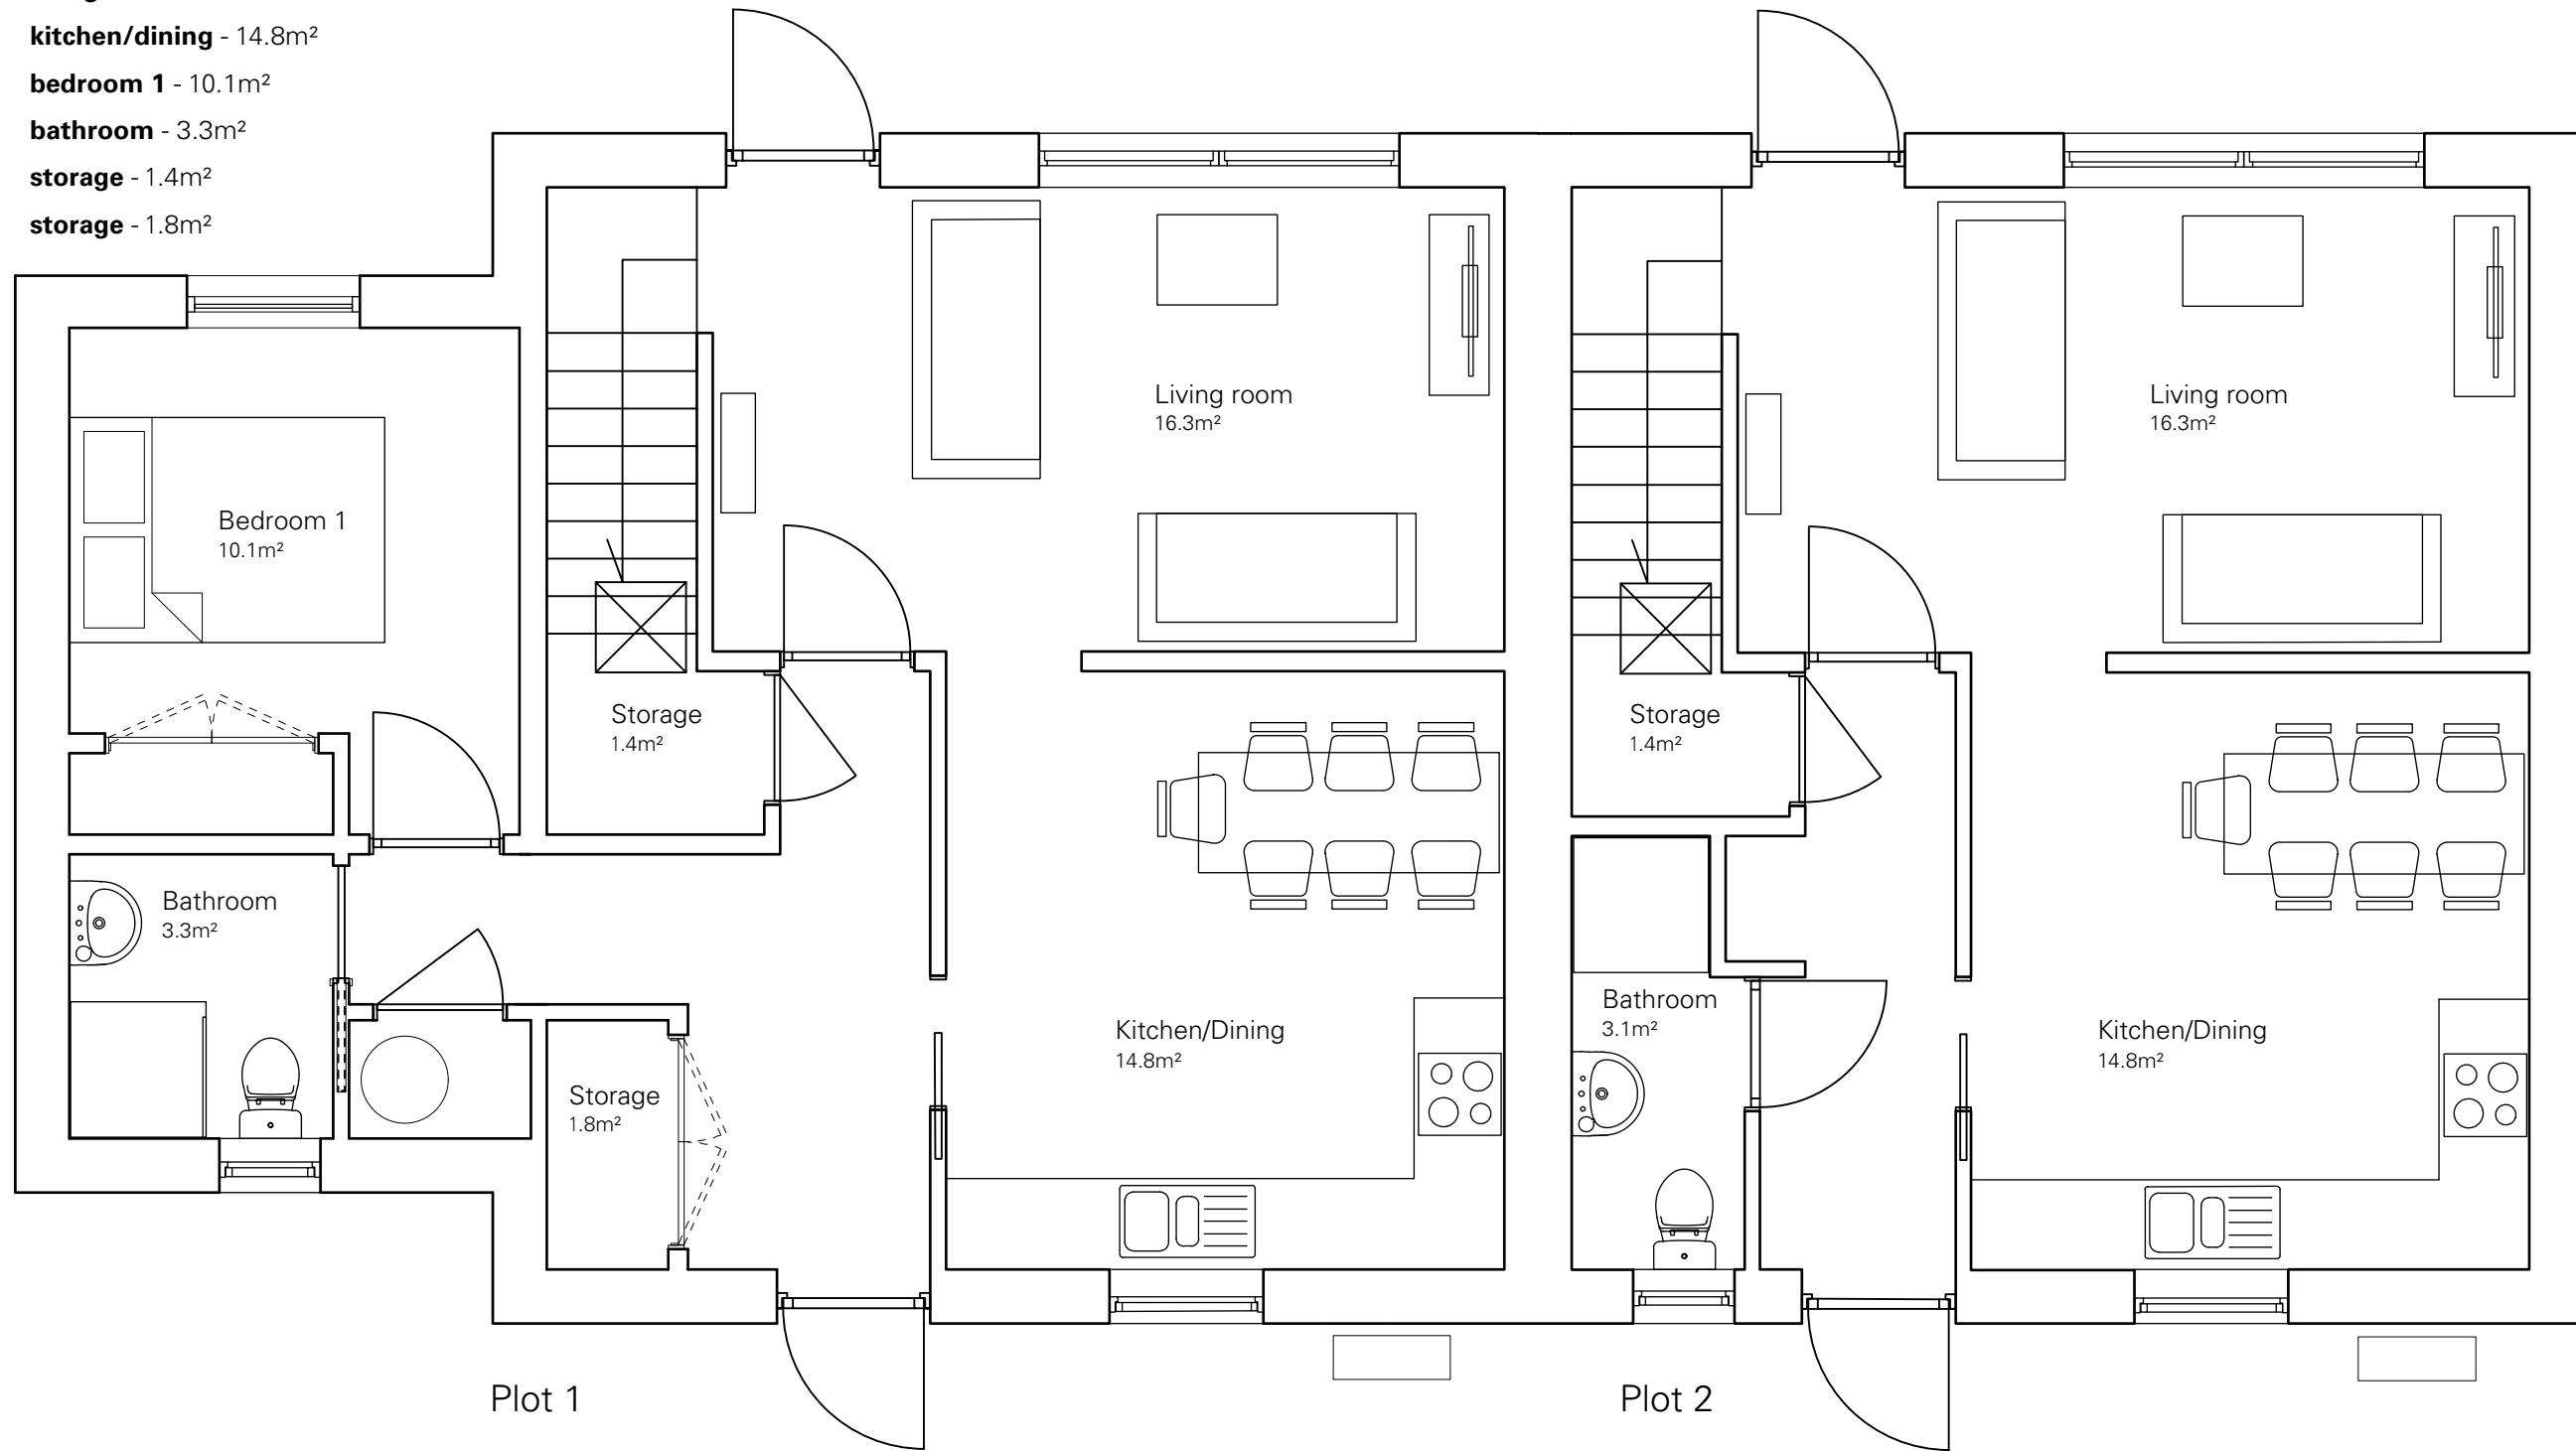 kitchen/dining - 14.8m²
bedroom 1 - 10.1m²
bathroom - 3.3m²
storage - 1.4m²
storage - 1.8m²
Living room
16.3m²
Living room
16.3m²
Bedroom 1
10.1m²
Storage
1.4m²
Storage
1.4m²
Bathroom
3.3m²
Bathroom
3.1m²
Kitchen/Dining
14.8m²
Kitchen/Dining
14.8m²
Storage
1.8m²
Plot 1
Plot 2